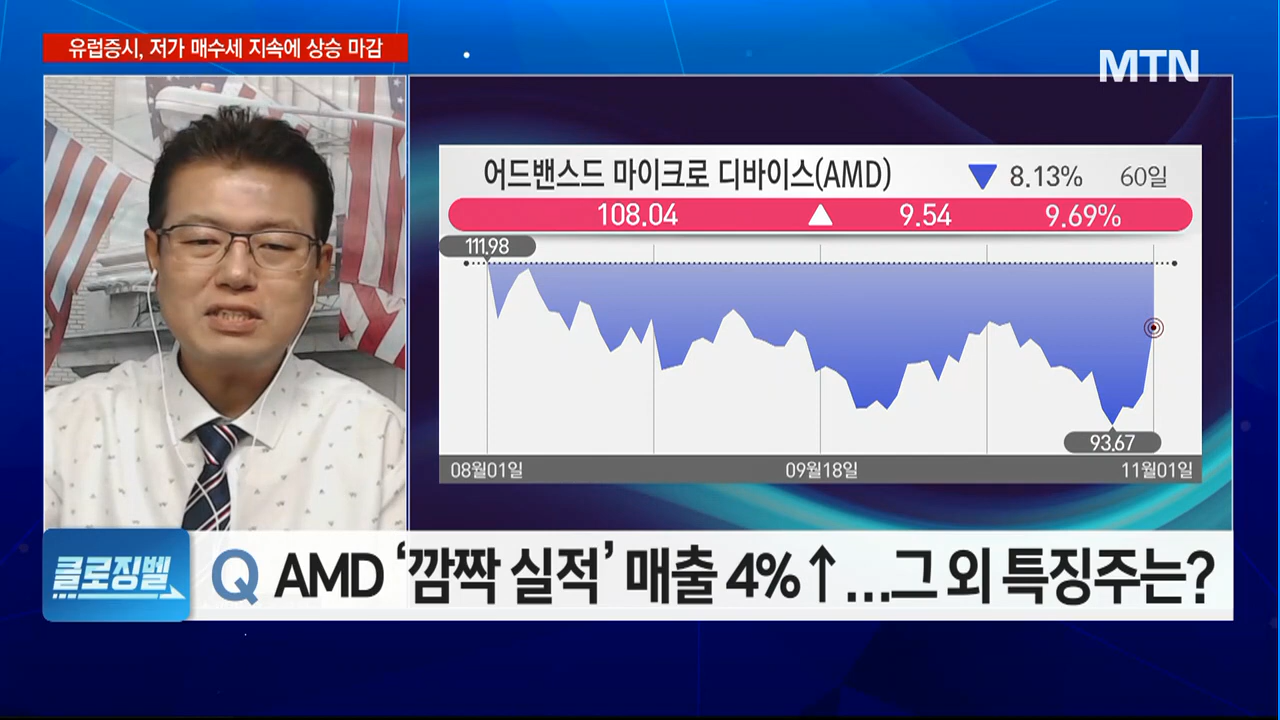 유럽증시, 저가 매수세 지속에 상승 마감
MTN
어드밴스드 마이크로 디바이스(AMD) ▼ 8.13% 60일
108.04 ▲ 9.54 9.69%
111.98
93.67
08월01일 09월18일 11월01일
클로징벨
Q AMD ‘깜짝 실적’ 매출 4%↑…그 외 특징주는?